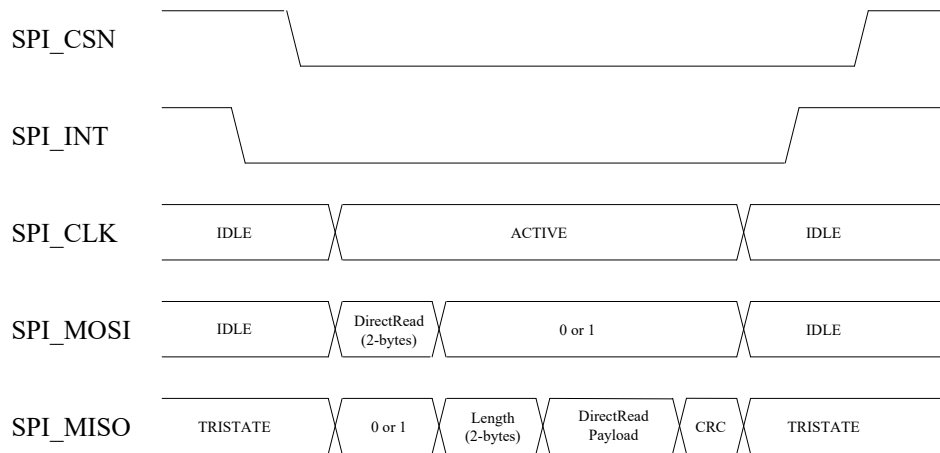 SPI_CSN
SPI_INT
SPI_CLK
IDLE
ACTIVE
IDLE
SPI_MOSI
IDLE
DirectRead
(2-bytes)
0 or 1
IDLE
SPI_MISO
TRISTATE
0 or 1
Length
(2-bytes)
DirectRead
Payload
CRC
TRISTATE